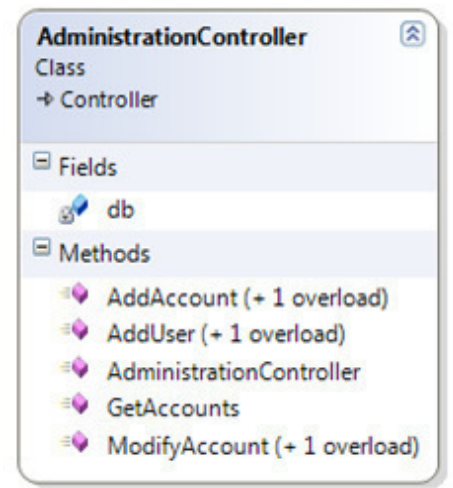 AdministrationController
Class
Controller
Fields
db
Methods
AddAccount (+ 1 overload)
AddUser (+ 1 overload)
AdministrationController
GetAccounts
ModifyAccount (+ 1 overload)